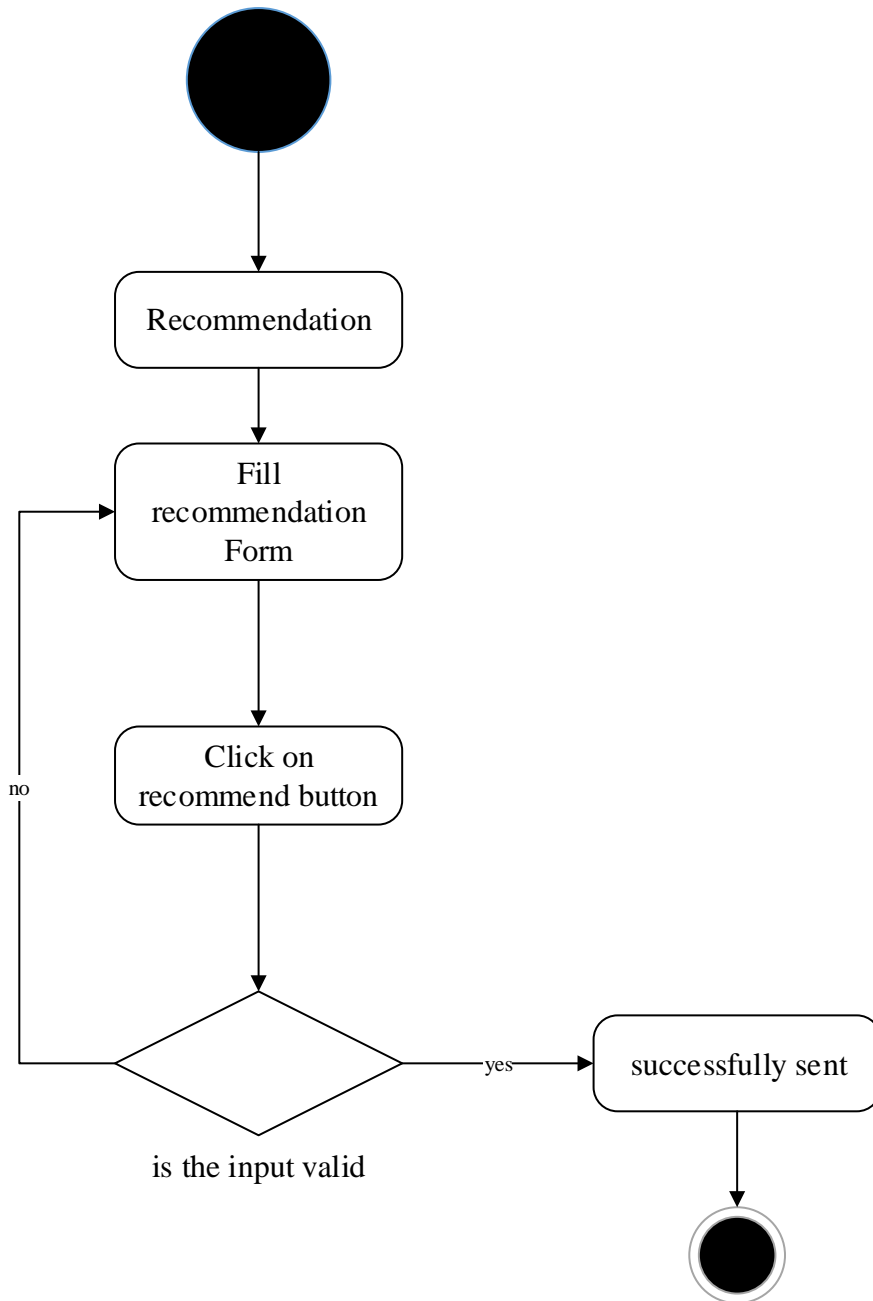 Recommendation
Fill
recommendation
Form
Click on
recommend button
no
yes
successfully sent
is the input valid